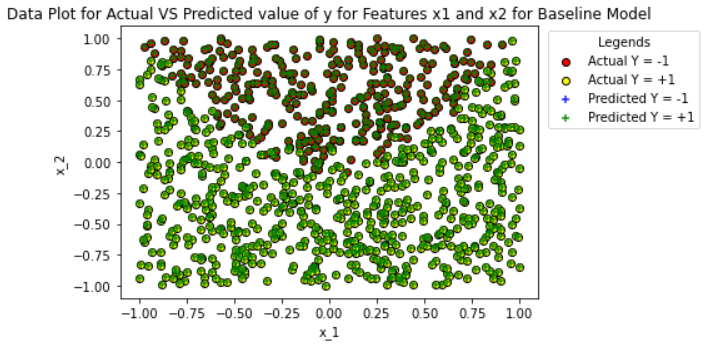 Data Plot for Actual VS Predicted value of y for Features x1 and x2 for Baseline Model
Legends
Actual Y = -1
Actual Y = +1
Predicted Y = -1
Predicted Y = +1
1.00
0.75
0.50
0.25
0.00
−0.25
−0.50
−0.75
−1.00
x_2
−1.00 −0.75 −0.50 −0.25 0.00 0.25 0.50 0.75 1.00
x_1